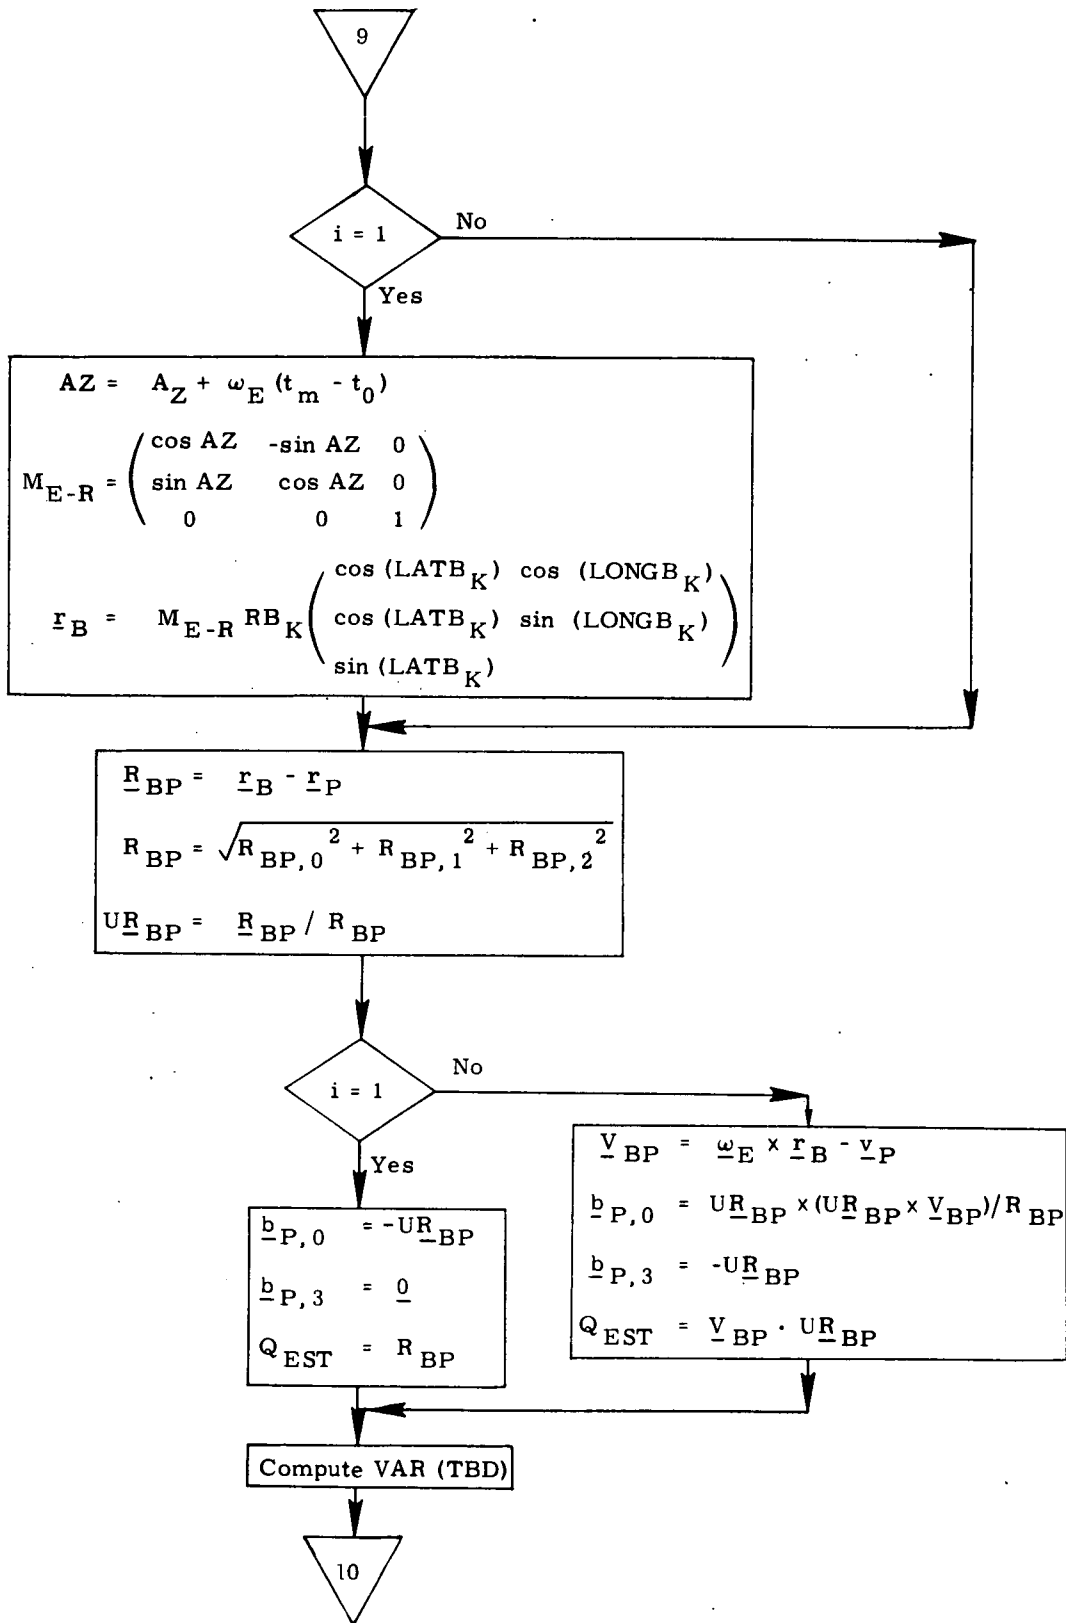 9
i = 1
No
Yes
AZ = A_Z + ω_E (t_m - t_0)
M_E-R = ( cos AZ -sin AZ 0
sin AZ cos AZ 0
0 0 1 )
r_B = M_E-R RB_K ( cos (LATB_K) cos (LONGB_K)
cos (LATB_K) sin (LONGB_K)
sin (LATB_K) )
R_BP = r_B - r_P
R_BP = √(R_BP,0² + R_BP,1² + R_BP,2²)
UR_BP = R_BP / R_BP
i = 1
No
Yes
b_P,0 = -UR_BP
b_P,3 = 0
Q_EST = R_BP
V_BP = ω_E × r_B - v_P
b_P,0 = UR_BP × (UR_BP × V_BP) / R_BP
b_P,3 = -UR_BP
Q_EST = V_BP · UR_BP
Compute VAR (TBD)
10